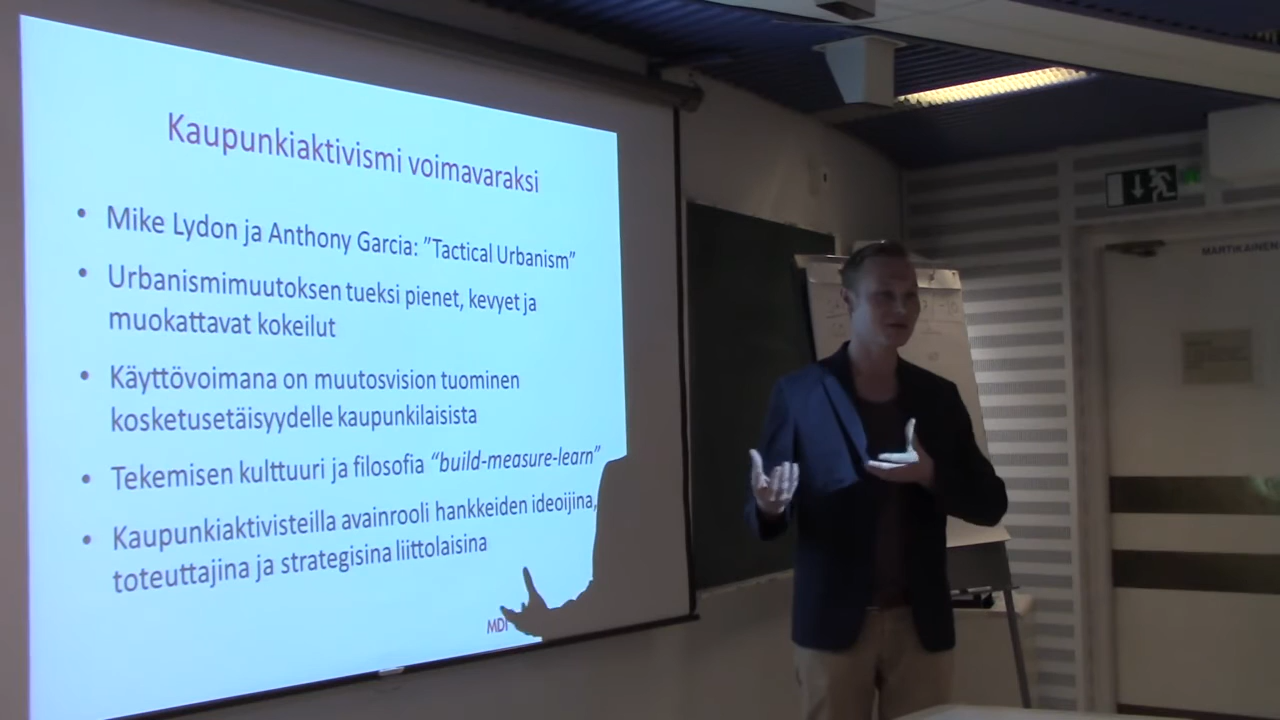 Kaupunkiaktivismi voimavaraksi
• Mike Lydon ja Anthony Garcia: ”Tactical Urbanism”
• Urbanismimuutoksen tueksi pienet, kevyet ja
muokattavat kokeilut
• Käyttövoimana on muutosvision tuominen
kosketusetäisyydelle kaupunkilaisista
• Tekemisen kulttuuri ja filosofia “build-measure-learn”
• Kaupunkiaktivisteilla avainrooli hankkeiden ideoijina,
toteuttajina ja strategisina liittolaisina
MDI
MARTIKAINEN